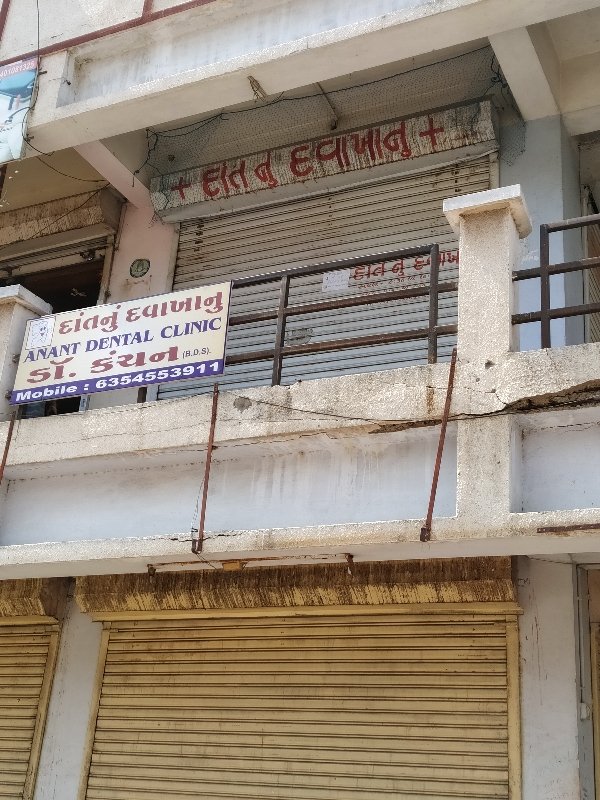 + દાંત નું દવાખાનું +
દાંત નું દવાખા
દાંતનું દવાખાનું
ANANT DENTAL CLINIC
ડૉ. કંચન (B.D.S).
Mobile : 6354553911